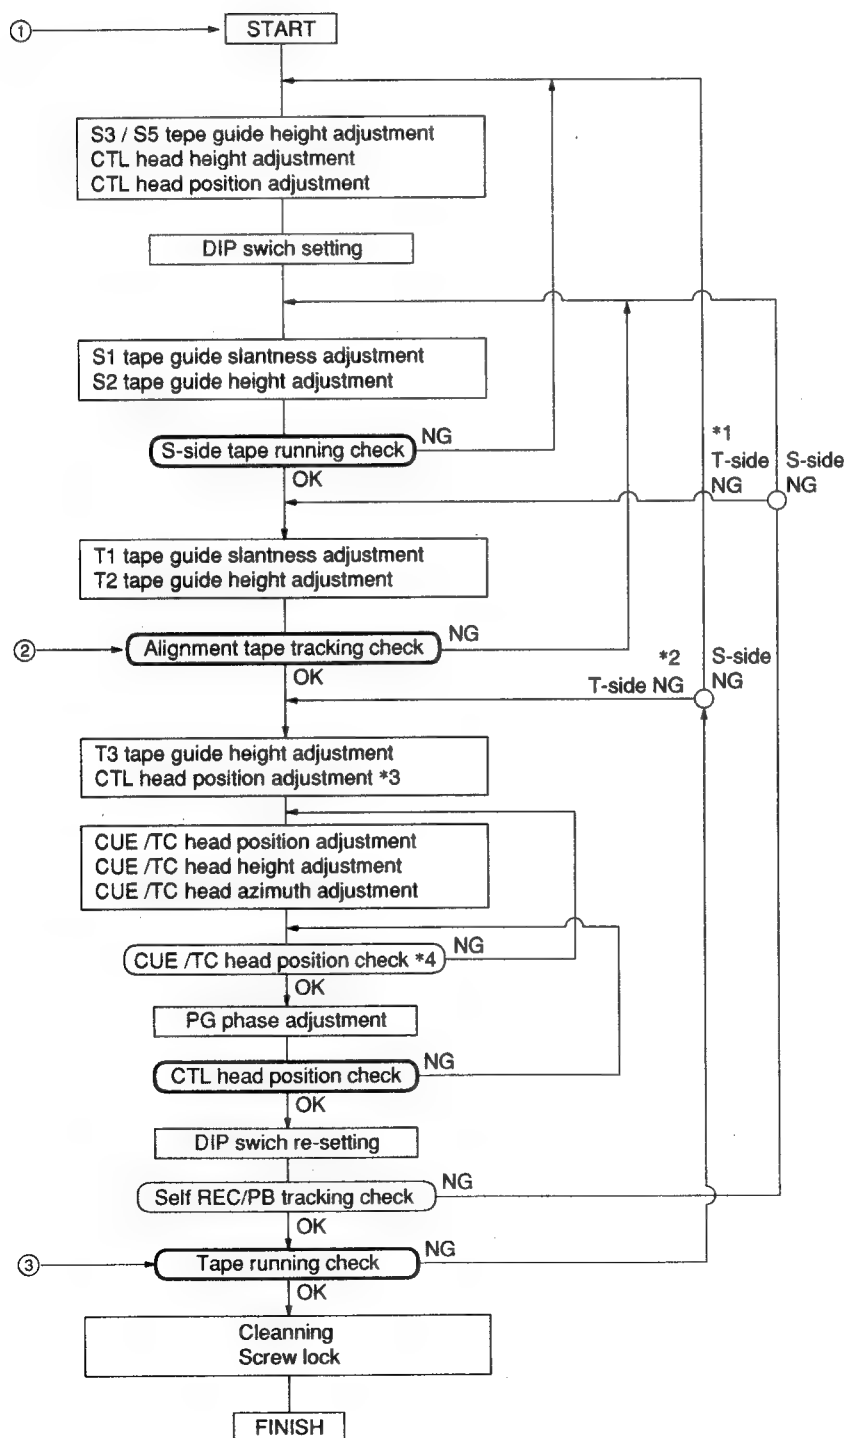 ① START
S3 / S5 tepe guide height adjustment
CTL head height adjustment
CTL head position adjustment
DIP swich setting
S1 tape guide slantness adjustment
S2 tape guide height adjustment
S-side tape running check
NG
OK
*1
T-side
NG
S-side
NG
T1 tape guide slantness adjustment
T2 tape guide height adjustment
② Alignment tape tracking check
NG
OK
*2
T-side NG
S-side
NG
T3 tape guide height adjustment
CTL head position adjustment *3
CUE /TC head position adjustment
CUE /TC head height adjustment
CUE /TC head azimuth adjustment
CUE /TC head position check *4
NG
OK
PG phase adjustment
CTL head position check
NG
OK
DIP swich re-setting
Self REC/PB tracking check
NG
OK
③ Tape running check
NG
OK
Cleanning
Screw lock
FINISH